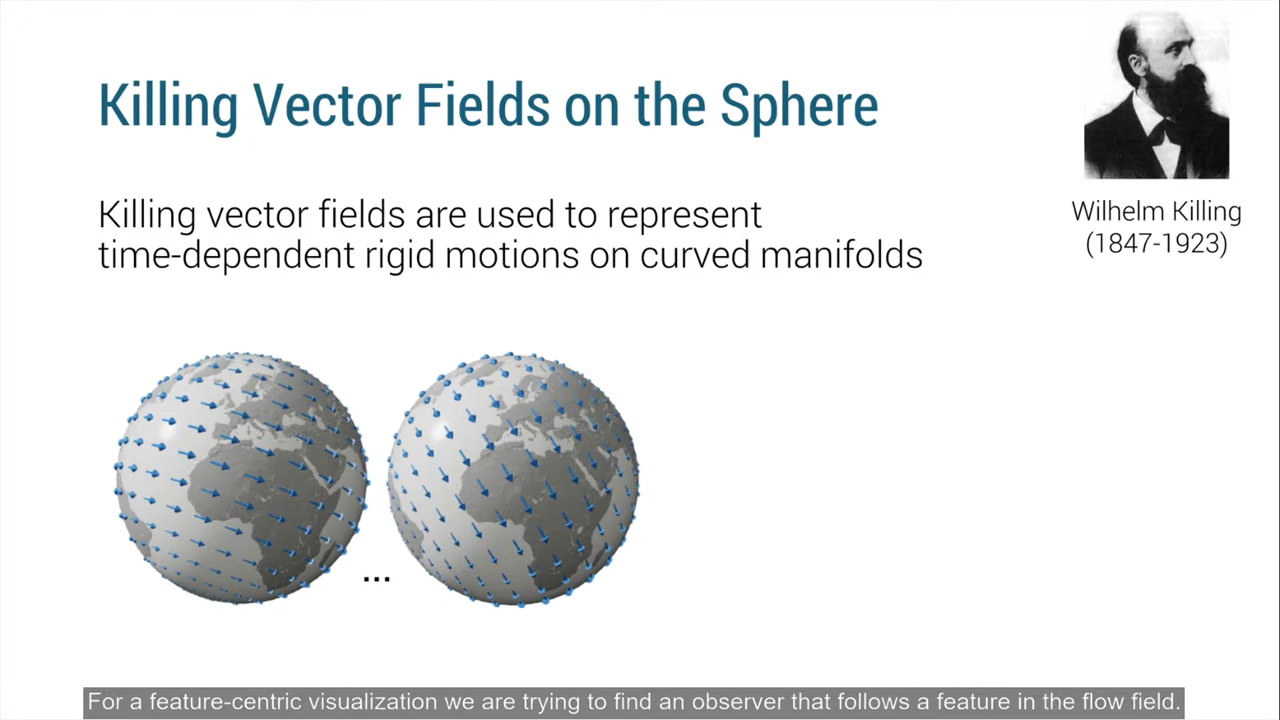 Killing Vector Fields on the Sphere
Wilhelm Killing
(1847-1923)
Killing vector fields are used to represent
time-dependent rigid motions on curved manifolds
...
For a feature-centric visualization we are trying to find an observer that follows a feature in the flow field.